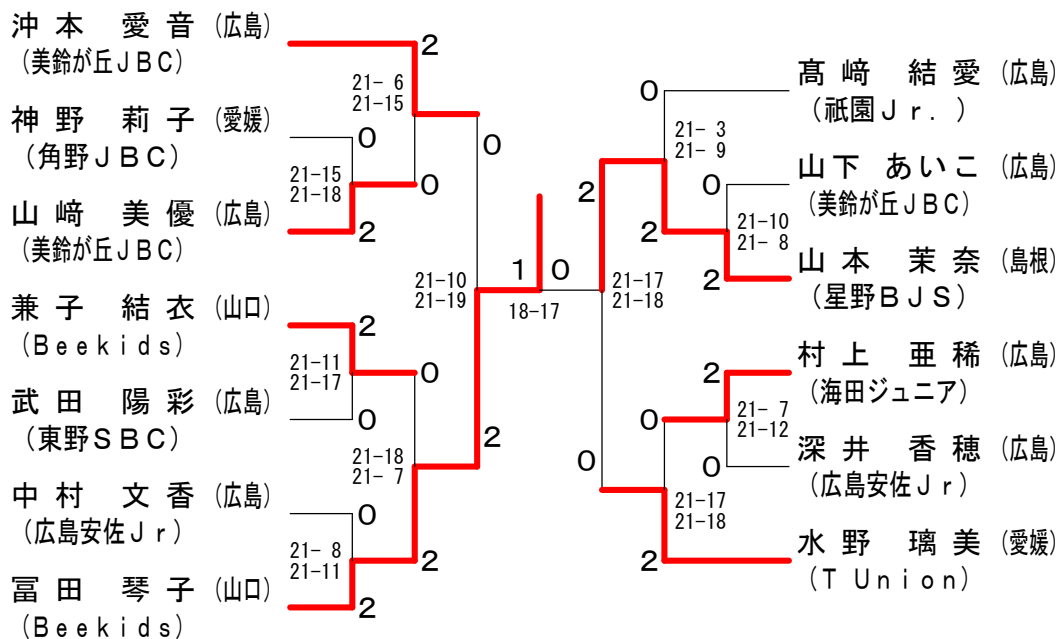 沖本 愛音 (広島)
(美鈴が丘JBC)
神野 莉子 (愛媛)
(角野JBC)
山﨑 美優 (広島)
(美鈴が丘JBC)
兼子 結衣 (山口)
(Beekids)
武田 陽彩 (広島)
(東野SBC)
中村 文香 (広島)
(広島安佐Jr)
冨田 琴子 (山口)
(Beekids)
2
21- 6
21-15
0
21-15
21-18
0
2
0
2
21-11
21-17
0
0
21-18
21- 7
2
0
21- 8
21-11
2
2
21-10
21-19
1
0
18-17
2
21-17
21-18
0
0
21- 3
21- 9
0
2
21-10
21- 8
2
2
0
21- 7
21-12
0
21-17
21-18
2
髙﨑 結愛 (広島)
(祇園Jr.)
山下 あいこ (広島)
(美鈴が丘JBC)
山本 茉奈 (島根)
(星野BJS)
村上 亜稀 (広島)
(海田ジュニア)
深井 香穂 (広島)
(広島安佐Jr)
水野 璃美 (愛媛)
(T Union)